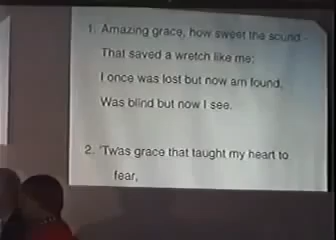 1. Amazing grace, how sweet the sound -
That saved a wretch like me;
I once was lost but now am found,
Was blind but now I see.
2. 'Twas grace that taught my heart to
fear,